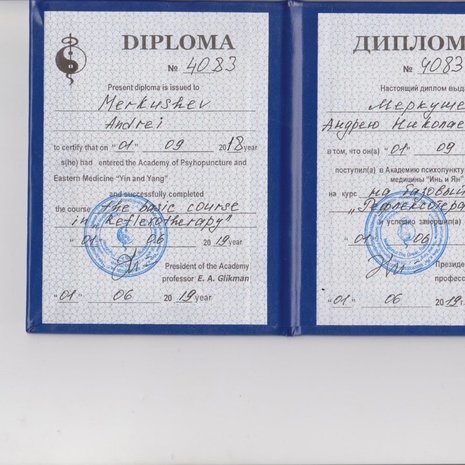 DIPLOMA
№ 4083
Present diploma is issued to
Merkushev
Andrei
to certify that on "01" 09 2018 year
s(he) had entered the Academy of Psyhopuncture and
Eastern Medicine "Yin and Yang"
and successfully completed
the course the basic course
in "Reflexotherapy"
"01" 06 2019 year
President of the Academy
professor E. A. Glikman
"01" 06 2019 year
ДИПЛОМ
№ 4083
Настоящий диплом выда
Меркуше
Андрею Николае
в том, что он(а) "01" 09
поступил(а) в Академию психопункту
медицины "Инь и Ян"
на курс на базовый
"Рефлексотера
и успешно завершил(а)
"01" 06
Президе
профес
"01" 06 2019